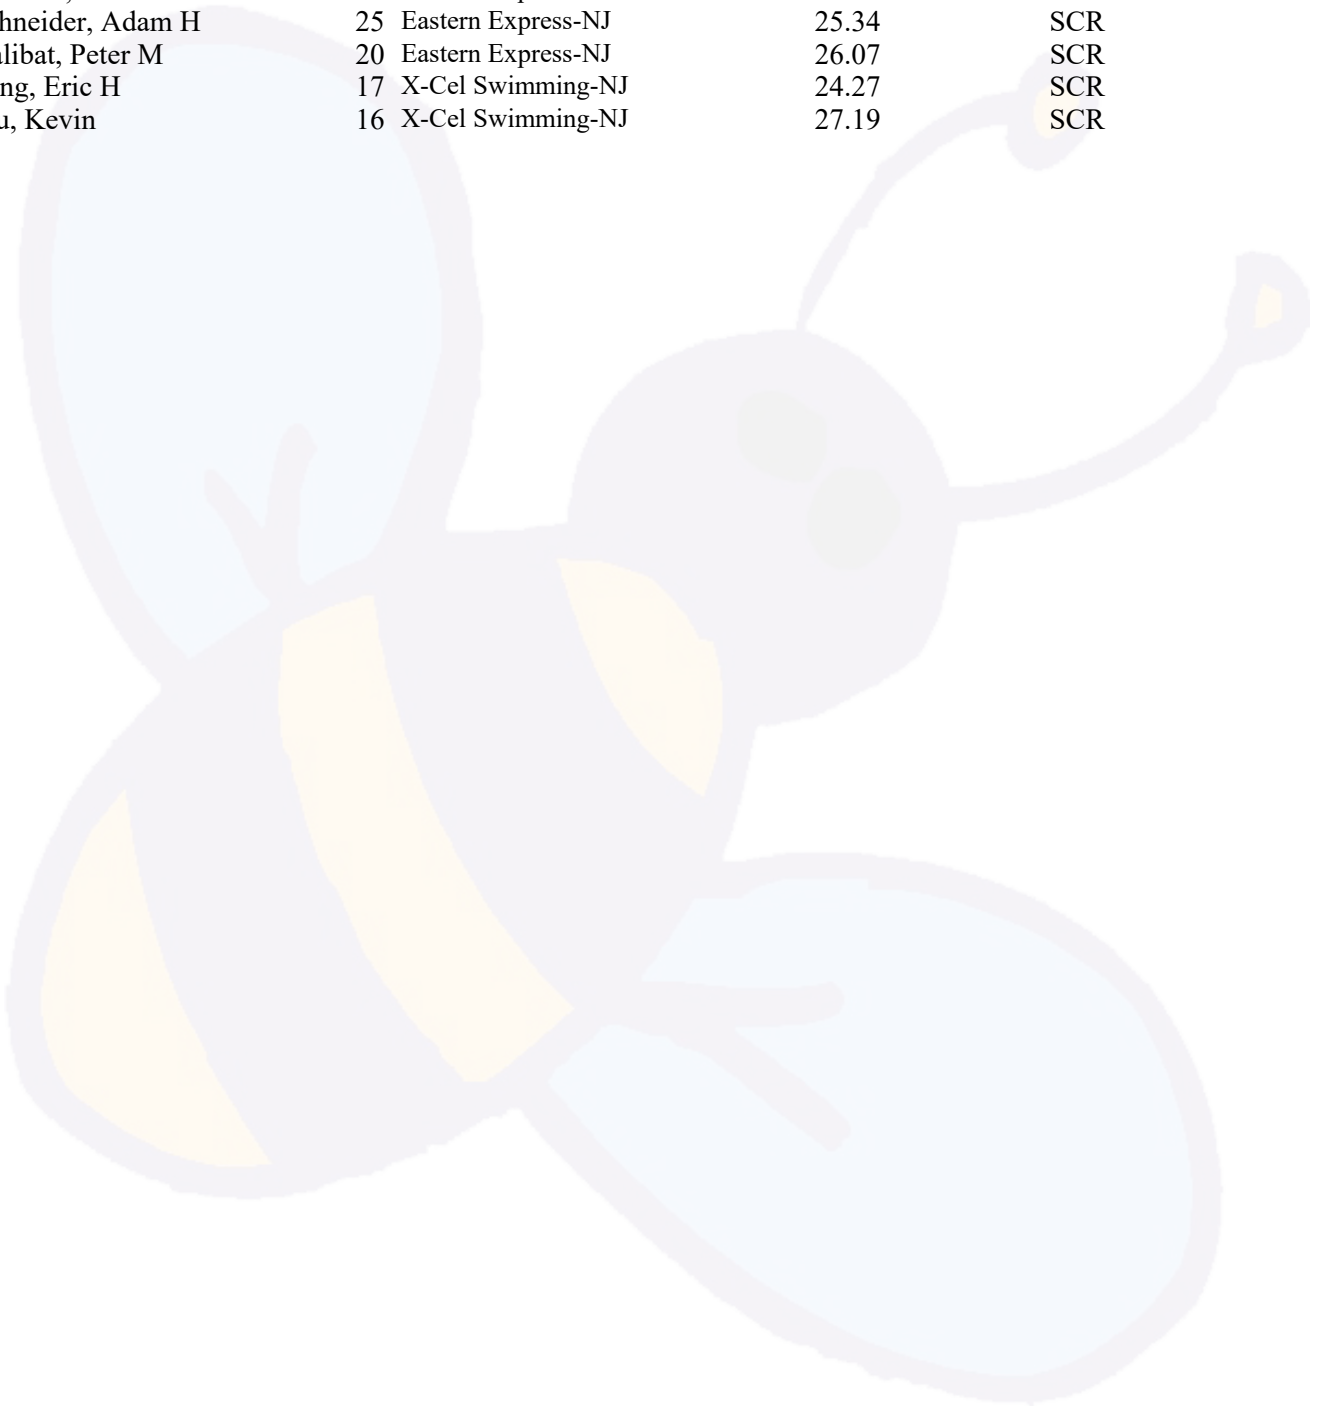 hneider, Adam H 25 Eastern Express-NJ 25.34 SCR
alibat, Peter M 20 Eastern Express-NJ 26.07 SCR
ng, Eric H 17 X-Cel Swimming-NJ 24.27 SCR
u, Kevin 16 X-Cel Swimming-NJ 27.19 SCR